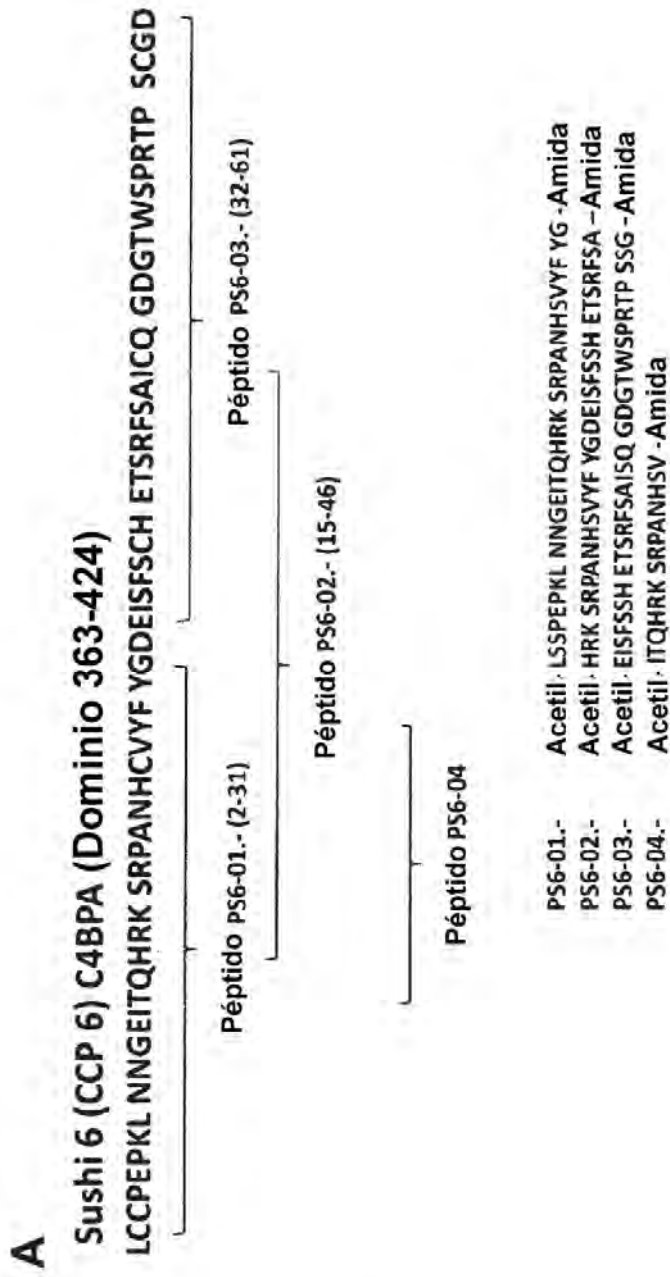 A
Sushi 6 (CCP 6) C4BPA (Dominio 363-424)
LCCPEPKL NNGEITQHRK SRPANHCVYF YGDEISFSCH ETSRFSAICQ GDGTWSPRTP SCGD
Péptido PS6-01.- (2-31)
Péptido PS6-03.- (32-61)
Péptido PS6-02.- (15-46)
Péptido PS6-04
PS6-01.- Acetil- LSSPEPKL NNGEITQHRK SRPANHSVYF YG -Amida
PS6-02.- Acetil- HRK SRPANHSVYF YGDEISFSSH ETSRFSA –Amida
PS6-03.- Acetil- EISFSSH ETSRFSAISQ GDGTWSPRTP SSG -Amida
PS6-04.- Acetil- ITQHRK SRPANHSV -Amida